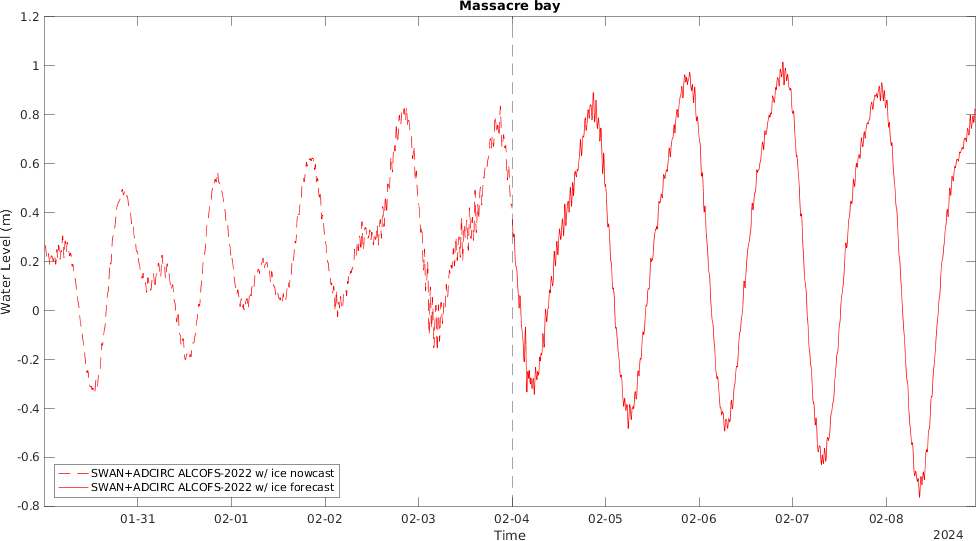 Massacre bay
1.2
1
0.8
0.6
0.4
0.2
0
-0.2
-0.4
-0.6
-0.8
Water Level (m)
SWAN+ADCIRC ALCOFS-2022 w/ ice nowcast
SWAN+ADCIRC ALCOFS-2022 w/ ice forecast
01-31 02-01 02-02 02-03 02-04 02-05 02-06 02-07 02-08
Time
2024